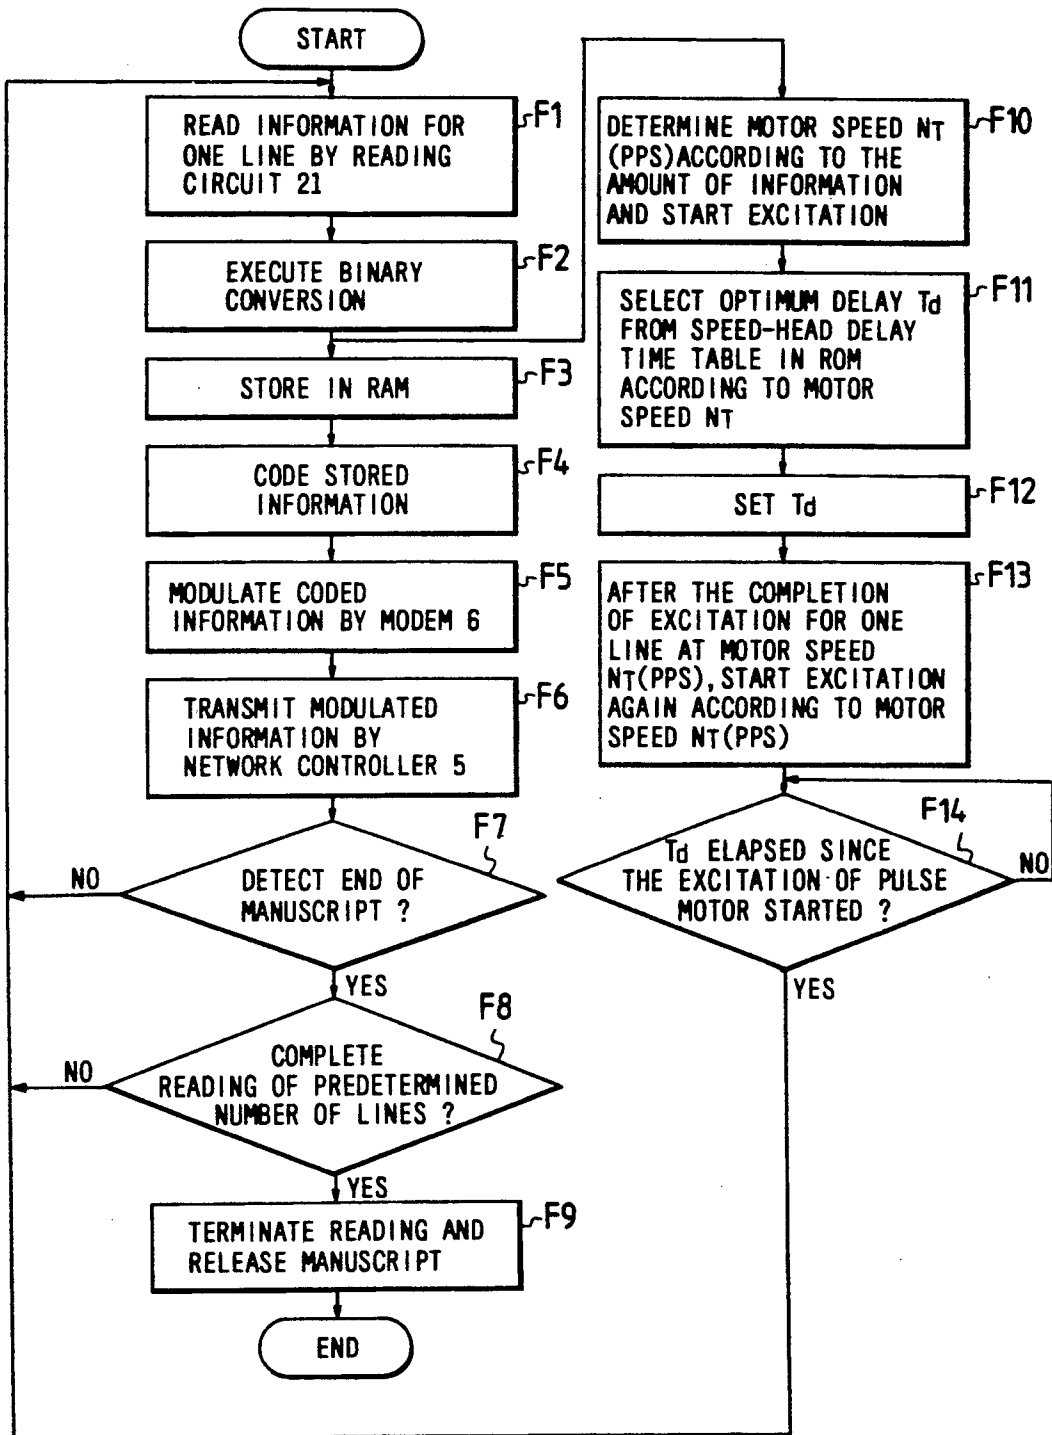 START
READ INFORMATION FOR
ONE LINE BY READING
CIRCUIT 21
F1
EXECUTE BINARY
CONVERSION
F2
STORE IN RAM
F3
CODE STORED
INFORMATION
F4
MODULATE CODED
INFORMATION BY MODEM 6
F5
TRANSMIT MODULATED
INFORMATION BY
NETWORK CONTROLLER 5
F6
F7
DETECT END OF
MANUSCRIPT ?
NO
YES
F8
COMPLETE
READING OF PREDETERMINED
NUMBER OF LINES ?
NO
YES
TERMINATE READING AND
RELEASE MANUSCRIPT
F9
END
DETERMINE MOTOR SPEED NT
(PPS)ACCORDING TO THE
AMOUNT OF INFORMATION
AND START EXCITATION
F10
SELECT OPTIMUM DELAY Td
FROM SPEED-HEAD DELAY
TIME TABLE IN ROM
ACCORDING TO MOTOR
SPEED NT
F11
SET Td
F12
AFTER THE COMPLETION
OF EXCITATION FOR ONE
LINE AT MOTOR SPEED
NT(PPS),START EXCITATION
AGAIN ACCORDING TO MOTOR
SPEED NT(PPS)
F13
F14
Td ELAPSED SINCE
THE EXCITATION OF PULSE
MOTOR STARTED ?
NO
YES